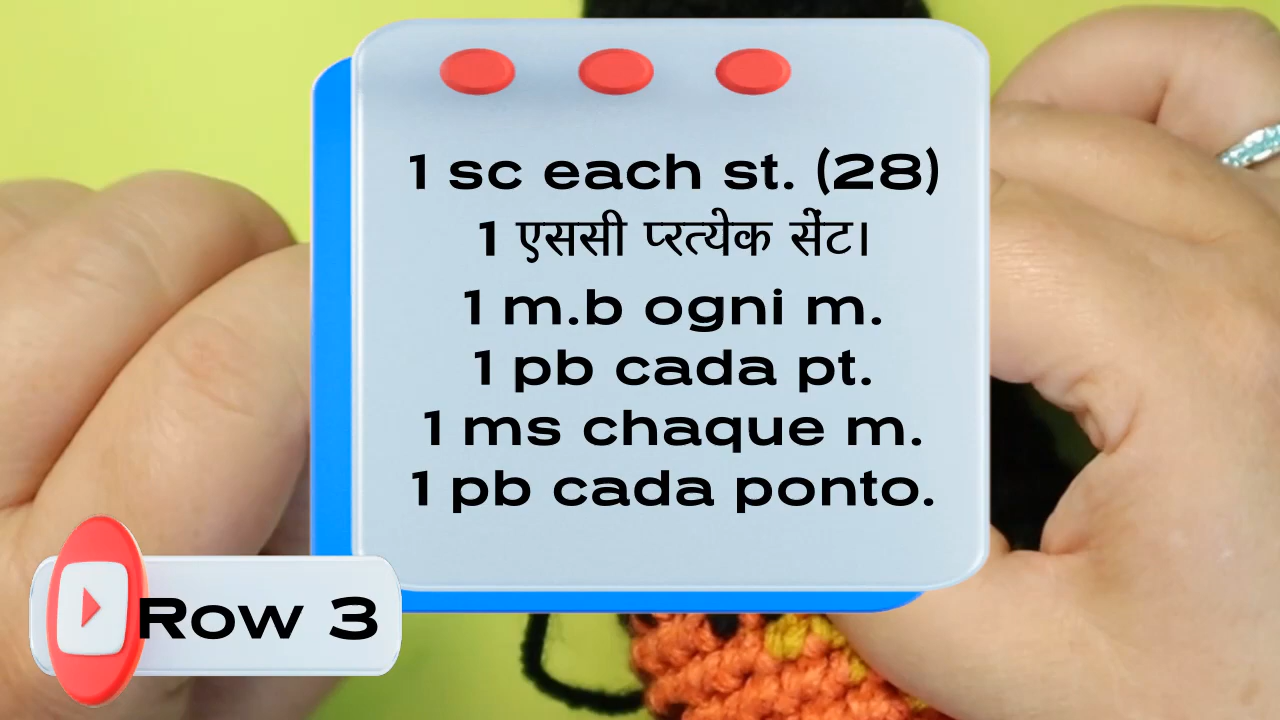 1 sc each st. (28)
1 एससी प्रत्येक सेंट।
1 m.b ogni m.
1 pb cada pt.
1 ms chaque m.
1 pb cada ponto.
Row 3